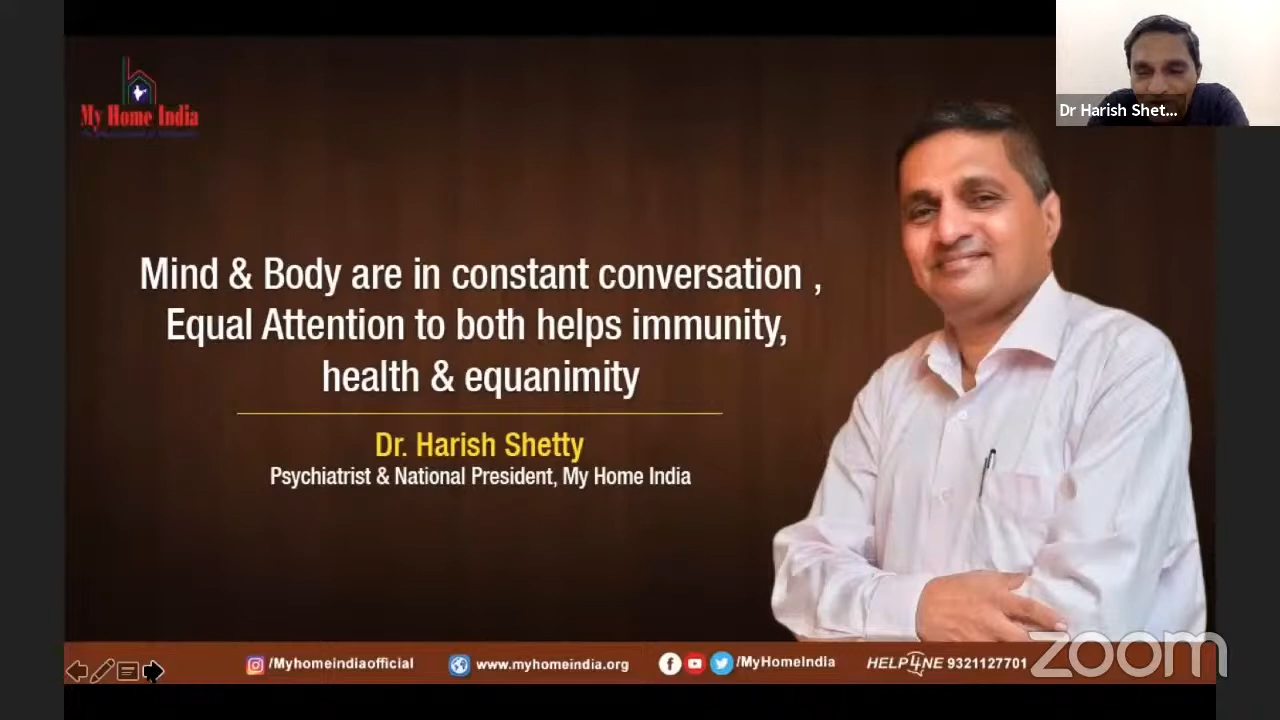 My Home India
Dr Harish Shet...
Mind & Body are in constant conversation ,
Equal Attention to both helps immunity,
health & equanimity
Dr. Harish Shetty
Psychiatrist & National President, My Home India
/Myhomeindiaofficial
www.myhomeindia.org
/MyHomeIndia
HELP4NE 9321127701
zoom